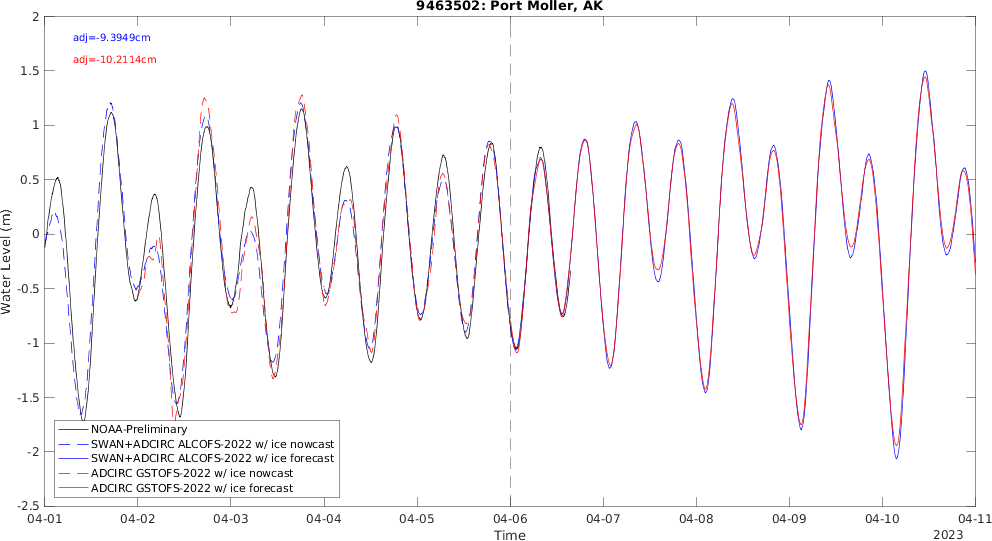 9463502: Port Moller, AK
adj=-9.3949cm
adj=-10.2114cm
Water Level (m)
2
1.5
1
0.5
0
-0.5
-1
-1.5
-2
-2.5
NOAA-Preliminary
SWAN+ADCIRC ALCOFS-2022 w/ ice nowcast
SWAN+ADCIRC ALCOFS-2022 w/ ice forecast
ADCIRC GSTOFS-2022 w/ ice nowcast
ADCIRC GSTOFS-2022 w/ ice forecast
04-01 04-02 04-03 04-04 04-05 04-06 04-07 04-08 04-09 04-10 04-11
Time
2023